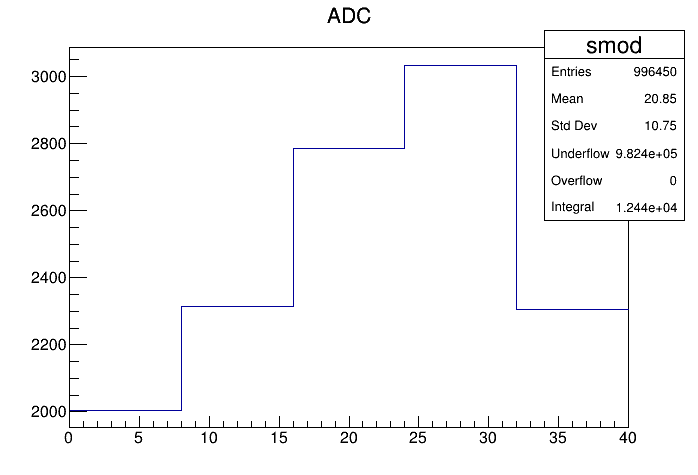 ADC
smod
Entries 996450
Mean 20.85
Std Dev 10.75
Underflow 9.824e+05
Overflow 0
Integral 1.244e+04
3000
2800
2600
2400
2200
2000
0 5 10 15 20 25 30 35 40